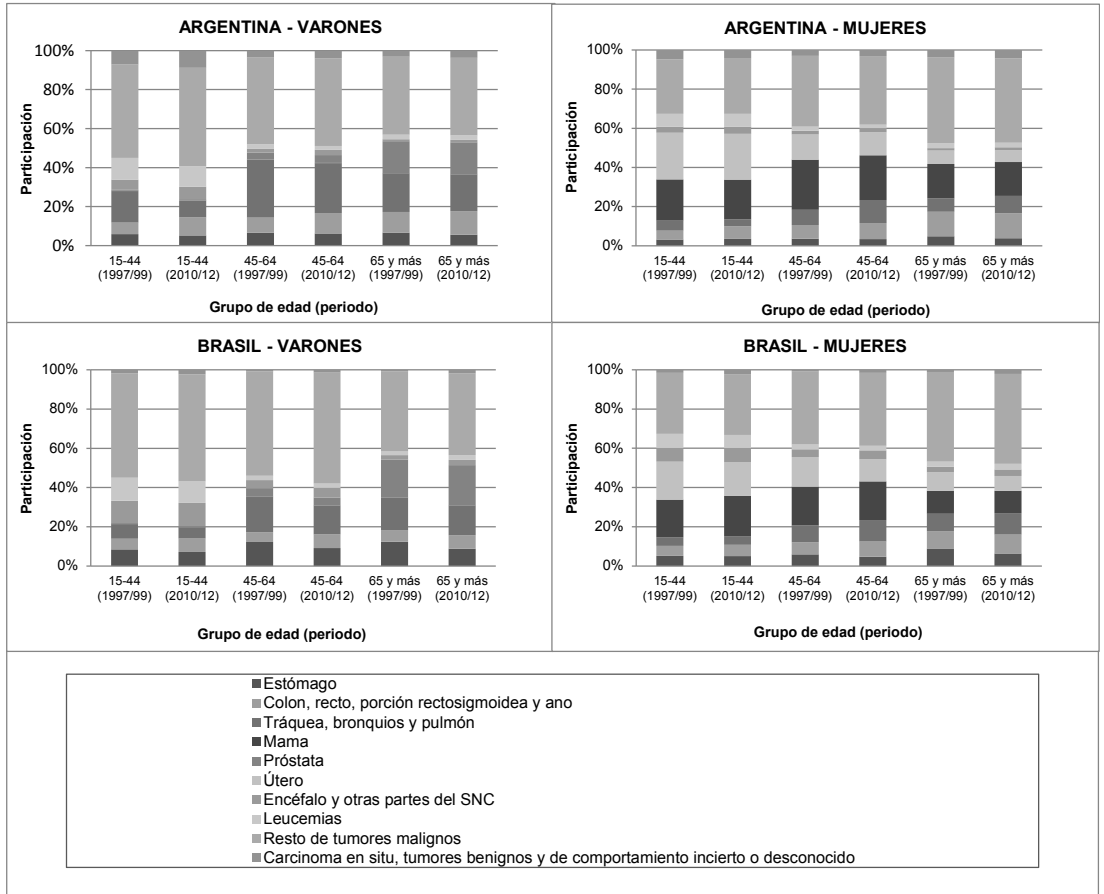 ARGENTINA - VARONES
Participación
100%
80%
60%
40%
20%
0%
15-44 15-44 45-64 45-64 65 y más 65 y más
(1997/99) (2010/12) (1997/99) (2010/12) (1997/99) (2010/12)
Grupo de edad (periodo)
ARGENTINA - MUJERES
Participación
100%
80%
60%
40%
20%
0%
15-44 15-44 45-64 45-64 65 y más 65 y más
(1997/99) (2010/12) (1997/99) (2010/12) (1997/99) (2010/12)
Grupo de edad (periodo)
BRASIL - VARONES
Participación
100%
80%
60%
40%
20%
0%
15-44 15-44 45-64 45-64 65 y más 65 y más
(1997/99) (2010/12) (1997/99) (2010/12) (1997/99) (2010/12)
Grupo de edad (periodo)
BRASIL - MUJERES
Participación
100%
80%
60%
40%
20%
0%
15-44 15-44 45-64 45-64 65 y más 65 y más
(1997/99) (2010/12) (1997/99) (2010/12) (1997/99) (2010/12)
Grupo de edad (periodo)
Estómago
Colon, recto, porción rectosigmoidea y ano
Tráquea, bronquios y pulmón
Mama
Próstata
Útero
Encéfalo y otras partes del SNC
Leucemias
Resto de tumores malignos
Carcinoma en situ, tumores benignos y de comportamiento incierto o desconocido